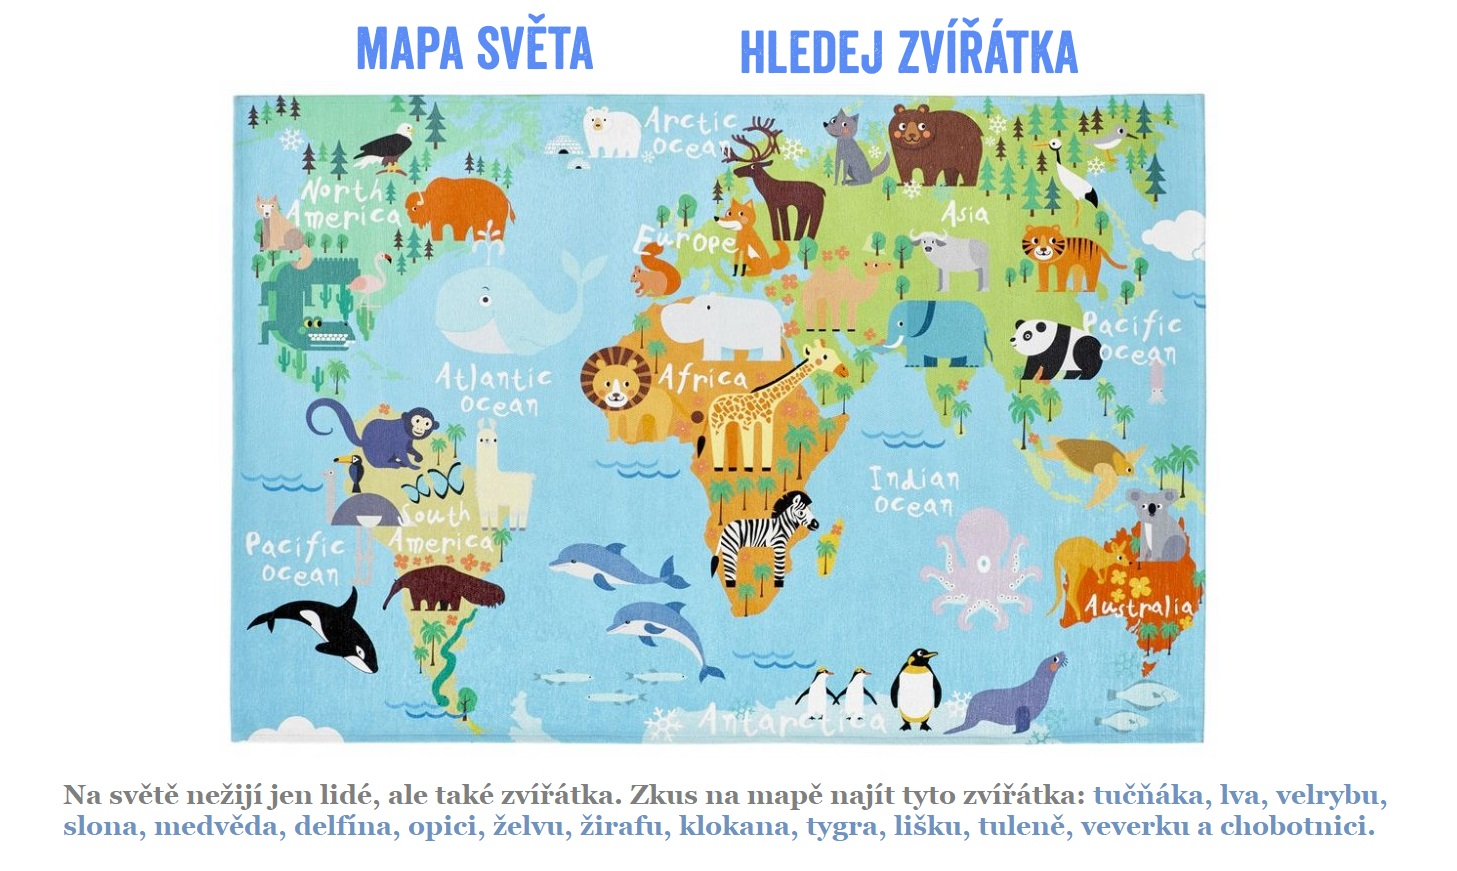 MAPA SVĚTA
HLEDEJ ZVÍŘÁTKA
Arctic
ocean
North
America
Europe
Asia
Pacific
ocean
Atlantic
ocean
Africa
Indian
ocean
South
America
Pacific
ocean
Australia
Antarctica
Na světě nežijí jen lidé, ale také zvířátka. Zkus na mapě najít tyto zvířátka: tučňáka, lva, velrybu,
slona, medvěda, delfína, opici, želvu, žirafu, klokana, tygra, lišku, tuleně, veverku a chobotnici.